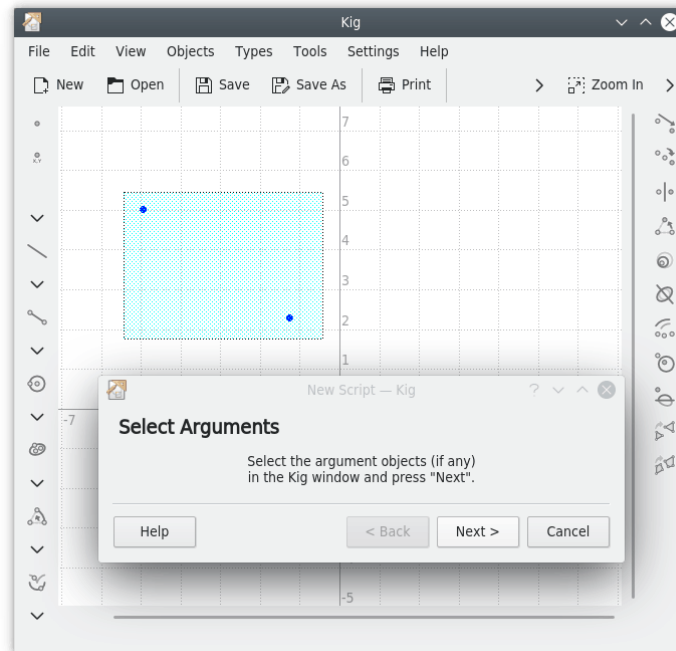 Kig
File Edit View Objects Types Tools Settings Help
New Open Save Save As Print Zoom In
7
6
5
4
3
2
1
-7
New Script — Kig
Select Arguments
Select the argument objects (if any)
in the Kig window and press "Next".
Help < Back Next > Cancel
-5